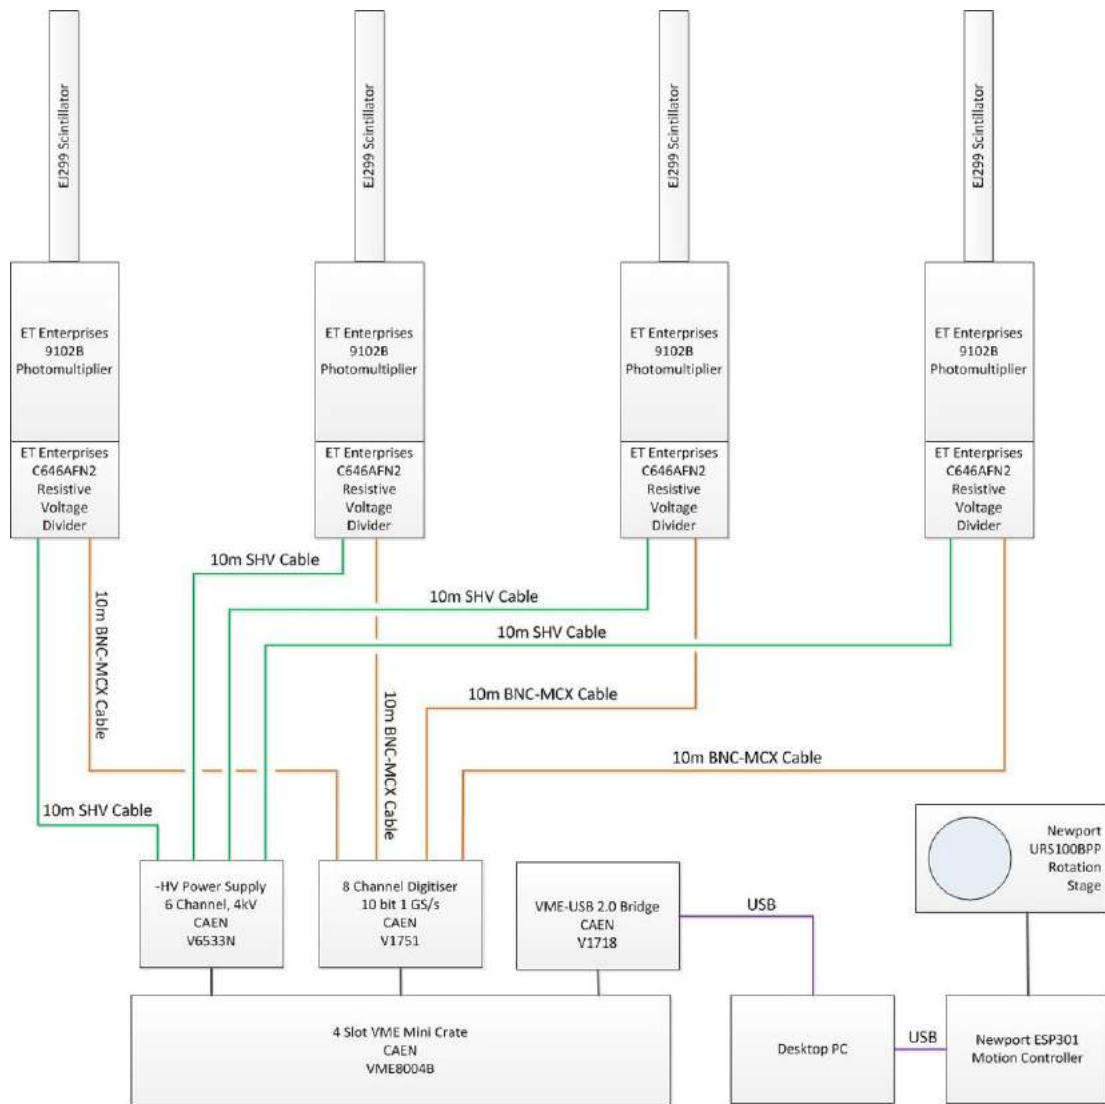 EJ299 Scintillator
EJ299 Scintillator
EJ299 Scintillator
EJ299 Scintillator
ET Enterprises
9102B
Photomultiplier
ET Enterprises
9102B
Photomultiplier
ET Enterprises
9102B
Photomultiplier
ET Enterprises
9102B
Photomultiplier
ET Enterprises
C646AFN2
Resistive
Voltage
Divider
ET Enterprises
C646AFN2
Resistive
Voltage
Divider
ET Enterprises
C646AFN2
Resistive
Voltage
Divider
ET Enterprises
C646AFN2
Resistive
Voltage
Divider
10m SHV Cable
10m SHV Cable
10m SHV Cable
10m BNC-MCX Cable
10m BNC-MCX Cable
10m BNC-MCX Cable
10m BNC-MCX Cable
10m SHV Cable
-HV Power Supply
6 Channel, 4kV
CAEN
V6533N
8 Channel Digitiser
10 bit 1 GS/s
CAEN
V1751
VME-USB 2.0 Bridge
CAEN
V1718
USB
Newport
URS100BPP
Rotation
Stage
4 Slot VME Mini Crate
CAEN
VME8004B
Desktop PC
USB
Newport ESP301
Motion Controller